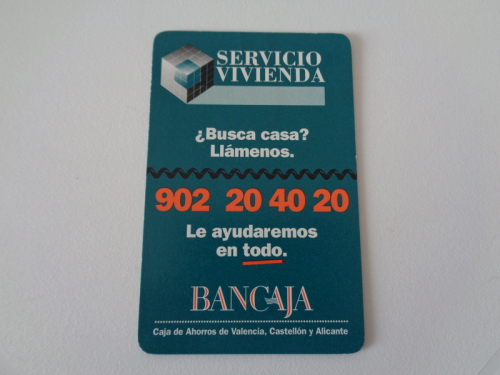 SERVICIO
VIVIENDA
¿Busca casa?
Llámenos.
902 20 40 20
Le ayudaremos
en todo.
BANCAJA
Caja de Ahorros de Valencia, Castellón y Alicante